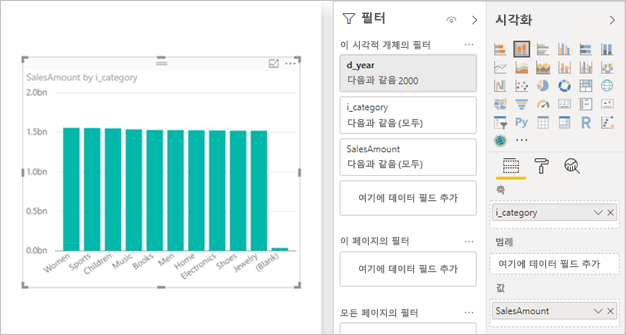 SalesAmount by i_category
2.0bn
1.5bn
1.0bn
0.5bn
0.0bn
Women
Sports
Children
Music
Books
Men
Home
Electronics
Shoes
Jewelry
(Blank)
필터
이 시각적 개체의 필터
d_year
다음과 같음 2000
i_category
다음과 같음 (모두)
SalesAmount
다음과 같음 (모두)
여기에 데이터 필드 추가
이 페이지의 필터
여기에 데이터 필드 추가
모든 페이지의 필터
시각화
123
Py
R
축
i_category
범례
여기에 데이터 필드 추가
값
SalesAmount